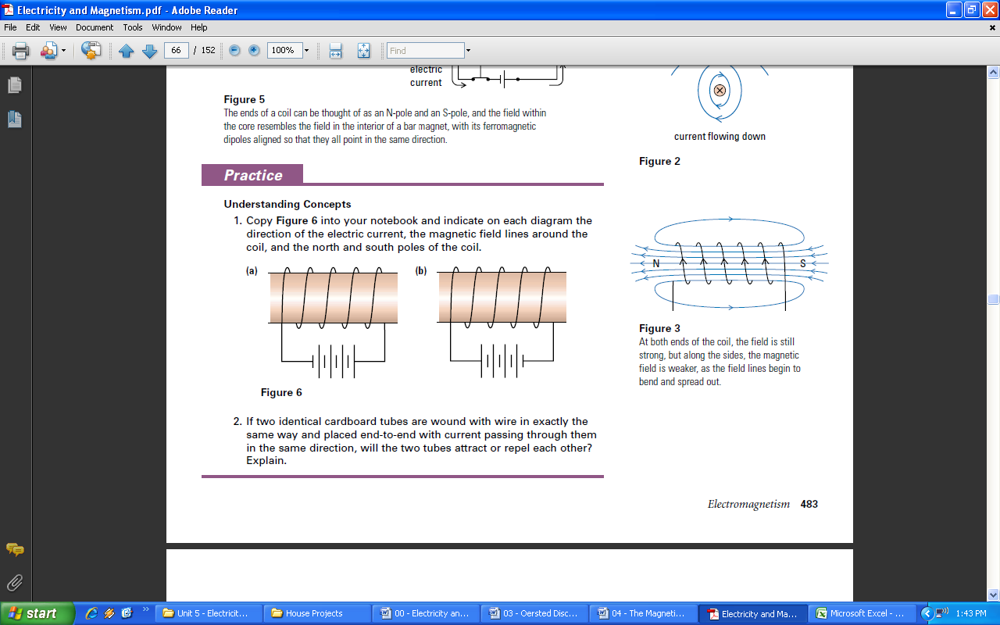 Electricity and Magnetism.pdf - Adobe Reader
File Edit View Document Tools Window Help
66 / 152 100% Find
electric
current
Figure 5
The ends of a coil can be thought of as an N-pole and an S-pole, and the field within
the core resembles the field in the interior of a bar magnet, with its ferromagnetic
dipoles aligned so that they all point in the same direction.
current flowing down
Figure 2
Practice
Understanding Concepts
1. Copy Figure 6 into your notebook and indicate on each diagram the
direction of the electric current, the magnetic field lines around the
coil, and the north and south poles of the coil.
(a) (b)
Figure 6
N S
Figure 3
At both ends of the coil, the field is still
strong, but along the sides, the magnetic
field is weaker, as the field lines begin to
bend and spread out.
2. If two identical cardboard tubes are wound with wire in exactly the
same way and placed end-to-end with current passing through them
in the same direction, will the two tubes attract or repel each other?
Explain.
Electromagnetism 483
start Unit 5 - Electricit... House Projects 00 - Electricity an... 03 - Oersted Disc... 04 - The Magneti... Electricity and Ma... Microsoft Excel - ... 1:43 PM